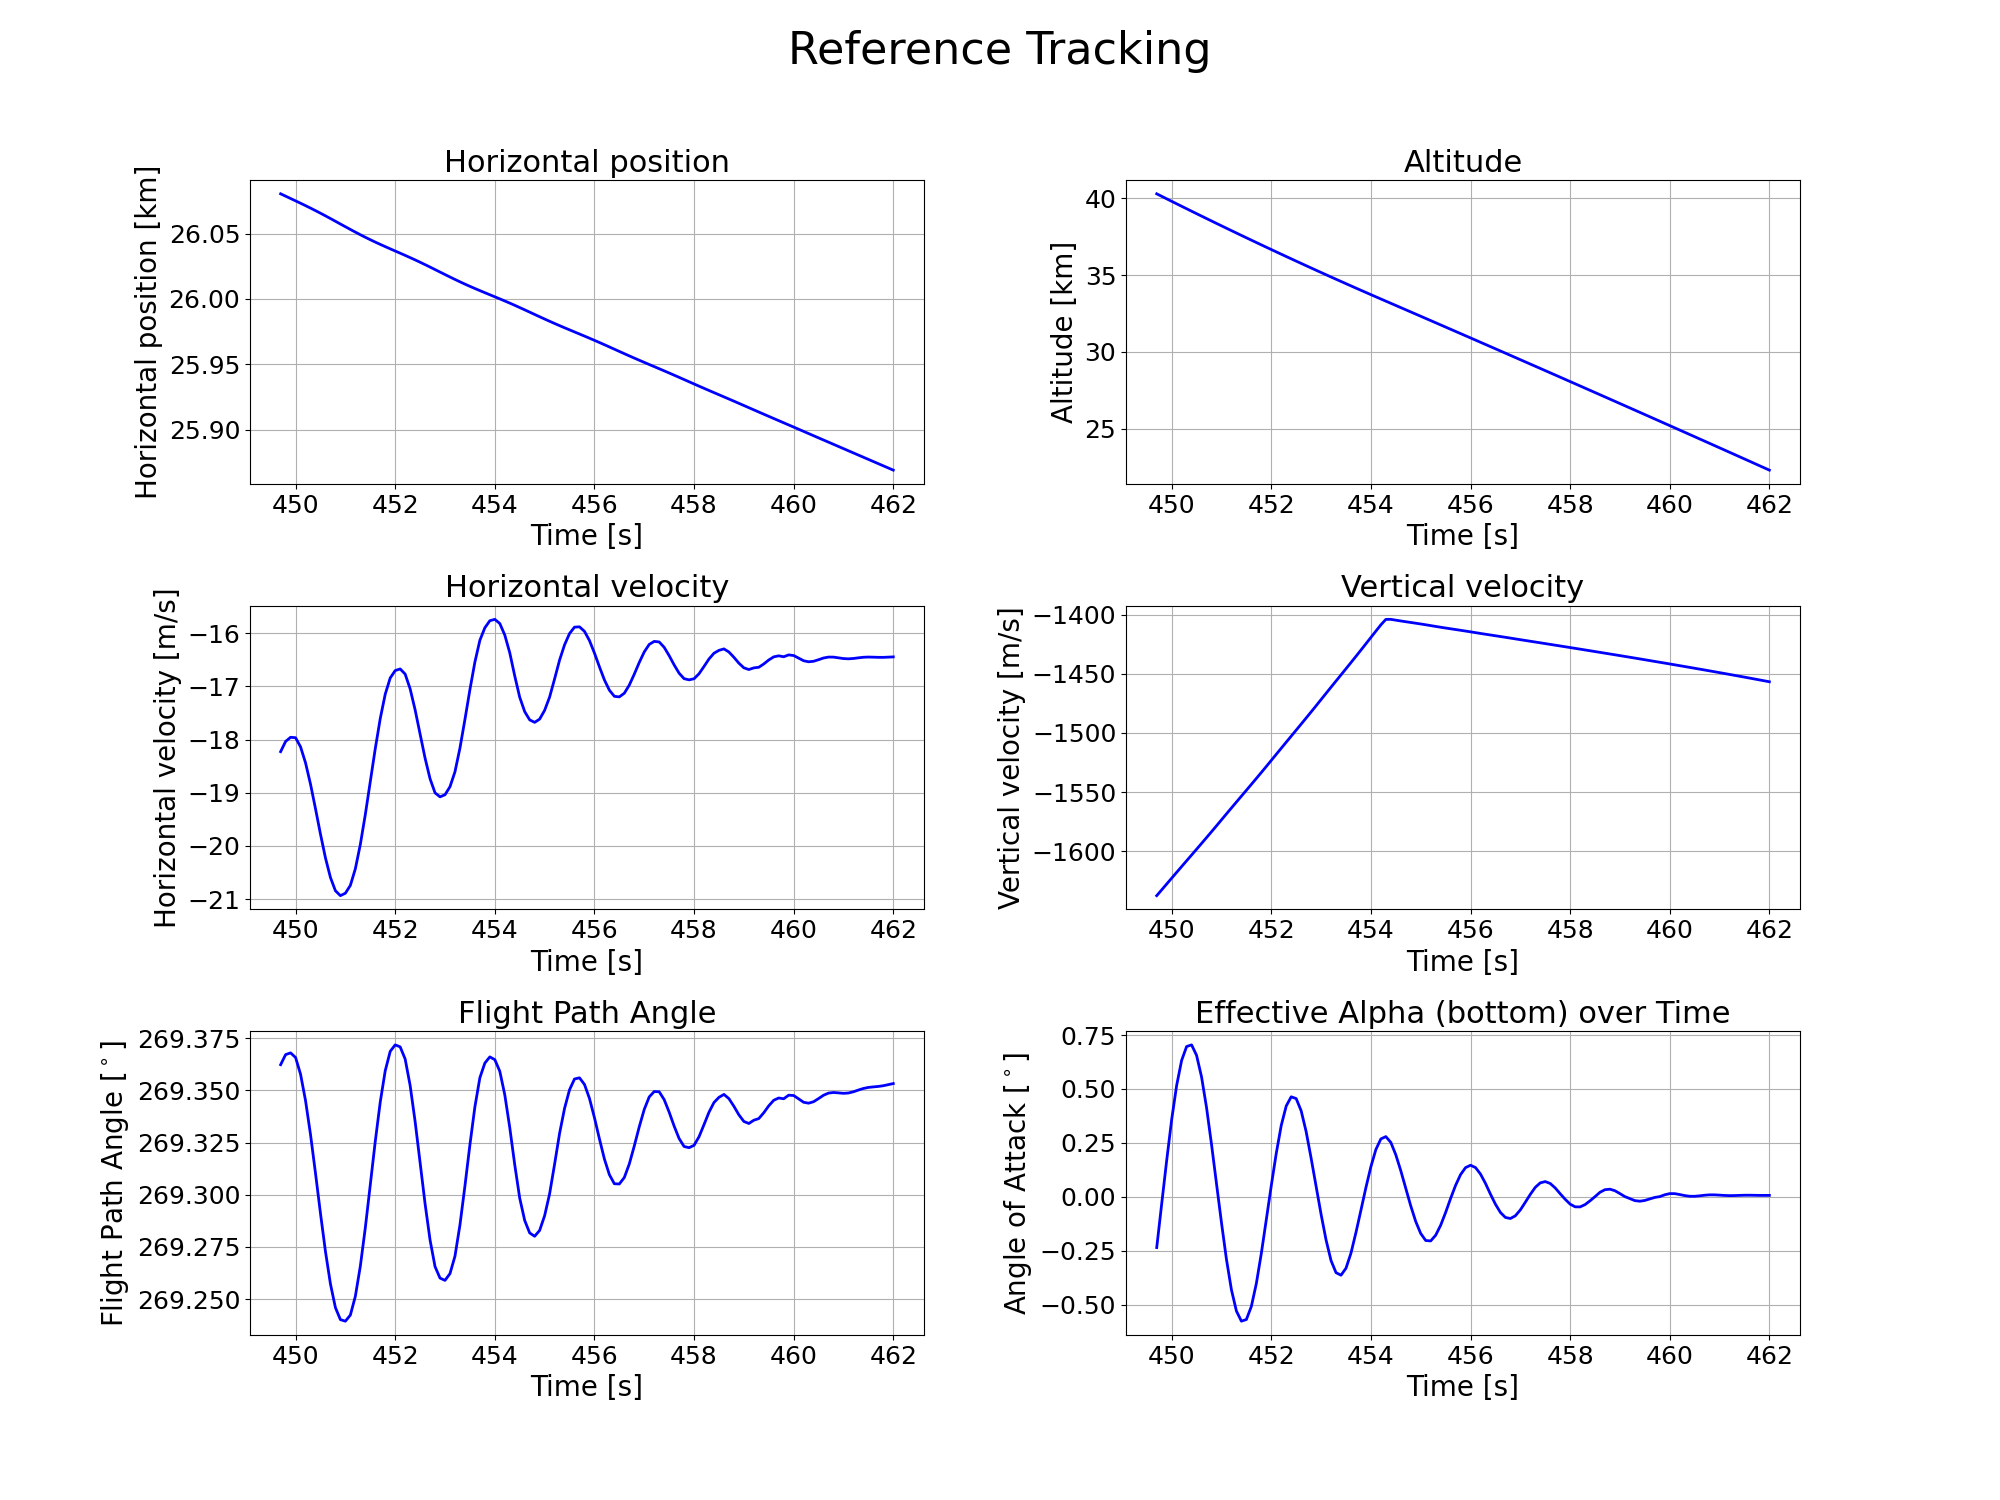 Reference Tracking
Horizontal position
Horizontal position [km]
26.05
26.00
25.95
25.90
450 452 454 456 458 460 462
Time [s]
Altitude
Altitude [km]
40
35
30
25
450 452 454 456 458 460 462
Time [s]
Horizontal velocity
Horizontal velocity [m/s]
−16
−17
−18
−19
−20
−21
450 452 454 456 458 460 462
Time [s]
Vertical velocity
Vertical velocity [m/s]
−1400
−1450
−1500
−1550
−1600
450 452 454 456 458 460 462
Time [s]
Flight Path Angle
Flight Path Angle [°]
269.375
269.350
269.325
269.300
269.275
269.250
450 452 454 456 458 460 462
Time [s]
Effective Alpha (bottom) over Time
Angle of Attack [°]
0.75
0.50
0.25
0.00
−0.25
−0.50
450 452 454 456 458 460 462
Time [s]